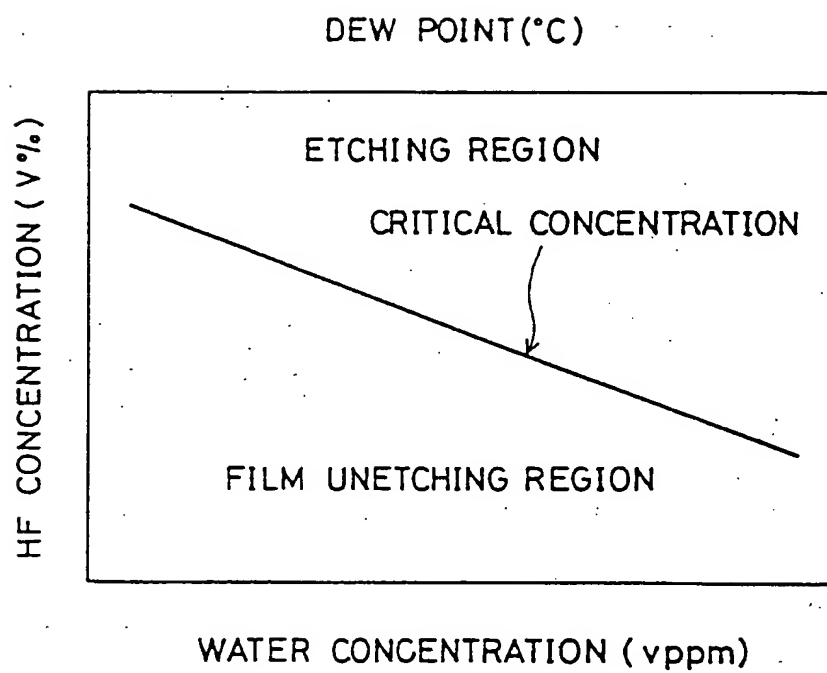 DEW POINT(°C)
ETCHING REGION
CRITICAL CONCENTRATION
HF CONCENTRATION (V%)
FILM UNETCHING REGION
WATER CONCENTRATION (vppm)